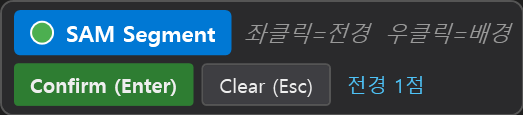 SAM Segment 좌클릭=전경 우클릭=배경
Confirm (Enter) Clear (Esc) 전경 1점